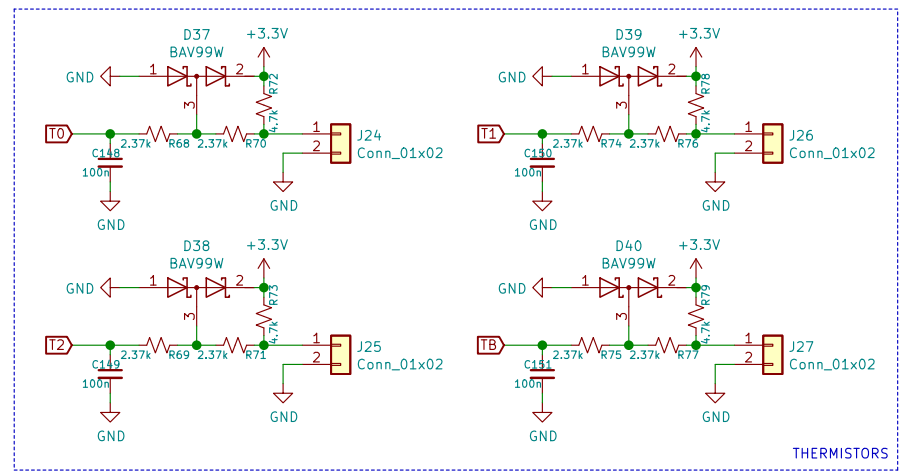 D37
BAV99W
+3.3V
GND
1
2
3
R72
4.7k
T0
C148
100n
2.37k
R68
2.37k
R70
1
2
J24
Conn_01x02
GND
GND
D39
BAV99W
+3.3V
1
2
3
GND
R78
4.7k
T1
C150
100n
2.37k
R74
2.37k
R76
1
2
J26
Conn_01x02
GND
GND
D38
BAV99W
+3.3V
GND
1
2
3
R73
4.7k
T2
C149
100n
2.37k
R69
2.37k
R71
1
2
J25
Conn_01x02
GND
GND
D40
BAV99W
+3.3V
GND
1
2
3
R79
4.7k
TB
C151
100n
2.37k
R75
2.37k
R77
1
2
J27
Conn_01x02
GND
GND
THERMISTORS